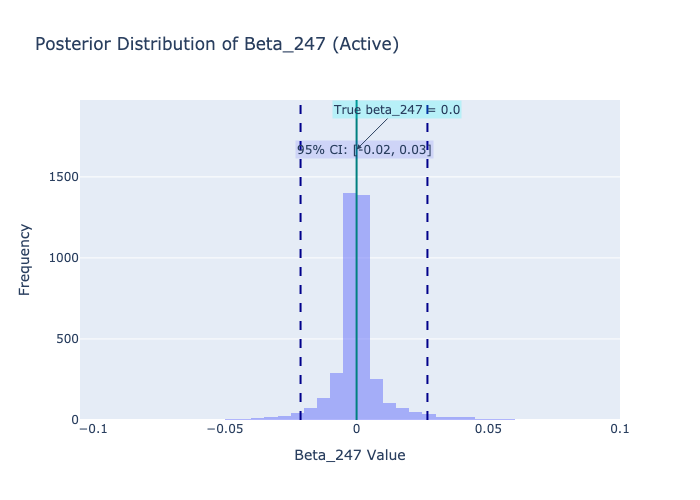 Posterior Distribution of Beta_247 (Active)
True beta_247 = 0.0
95% CI: [-0.02, 0.03]
1500
1000
500
0
Frequency
−0.1
−0.05
0
0.05
0.1
Beta_247 Value